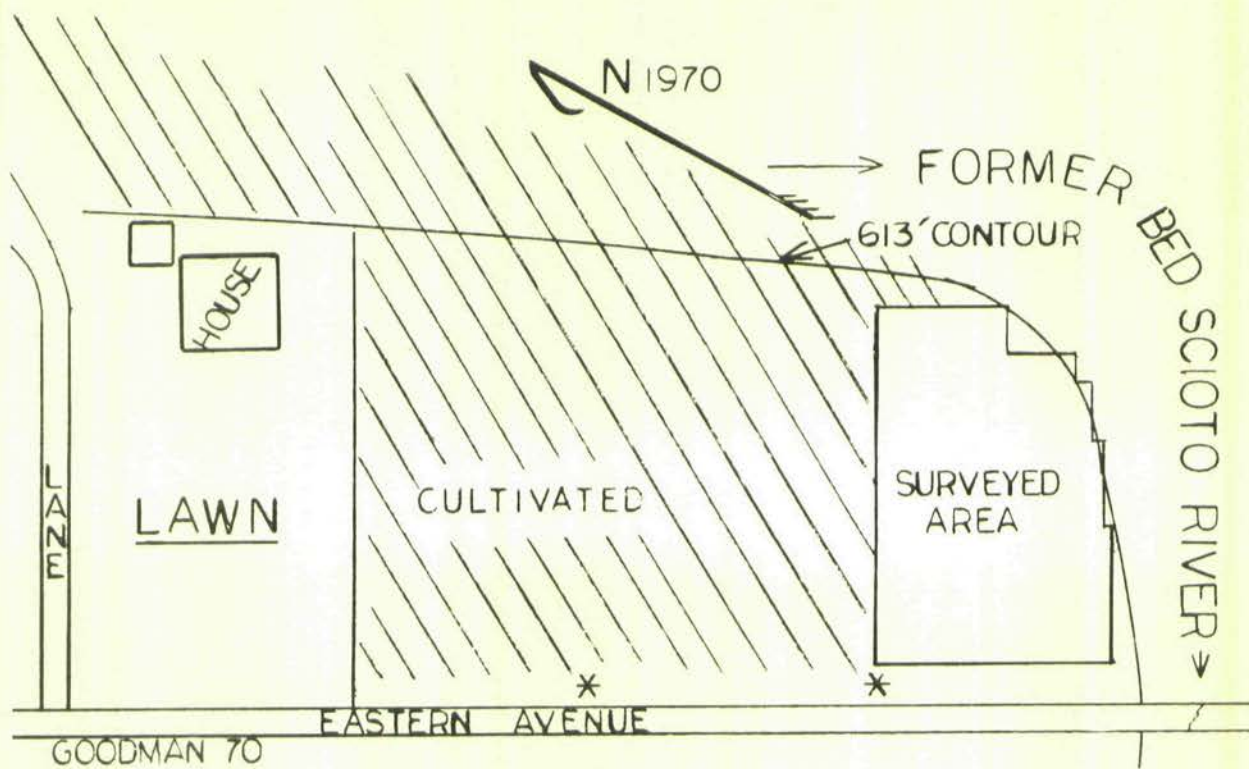 N 1970
FORMER BED SCIOTO RIVER
613' CONTOUR
HOUSE
LANE
LAWN
CULTIVATED
SURVEYED
AREA
EASTERN AVENUE
GOODMAN 70